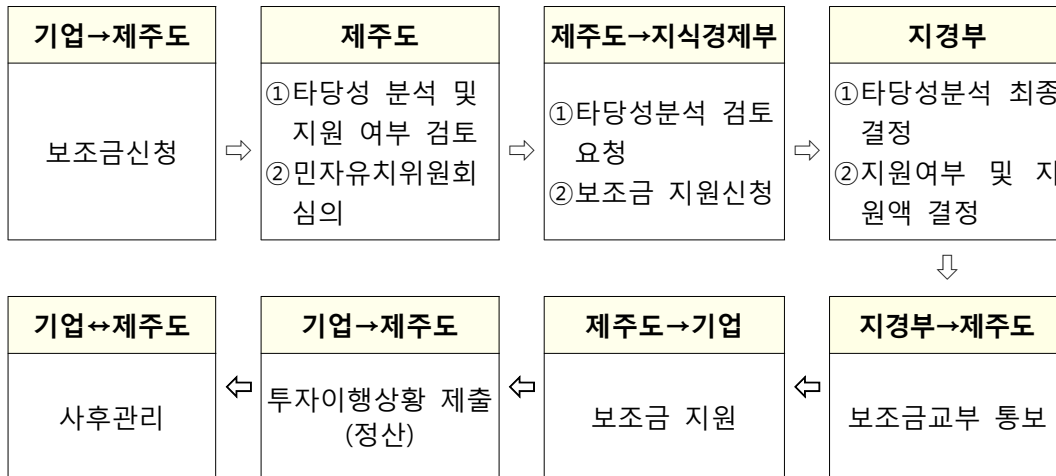 기업→제주도
보조금신청
⇨
제주도
①타당성 분석 및
지원 여부 검토
②민자유치위원회
심의
⇨
제주도→지식경제부
①타당성분석 검토
요청
②보조금 지원신청
⇨
지경부
①타당성분석 최종
결정
②지원여부 및 지
원액 결정
⇩
지경부→제주도
보조금교부 통보
⇦
제주도→기업
보조금 지원
⇦
기업→제주도
투자이행상황 제출
(정산)
⇦
기업↔제주도
사후관리